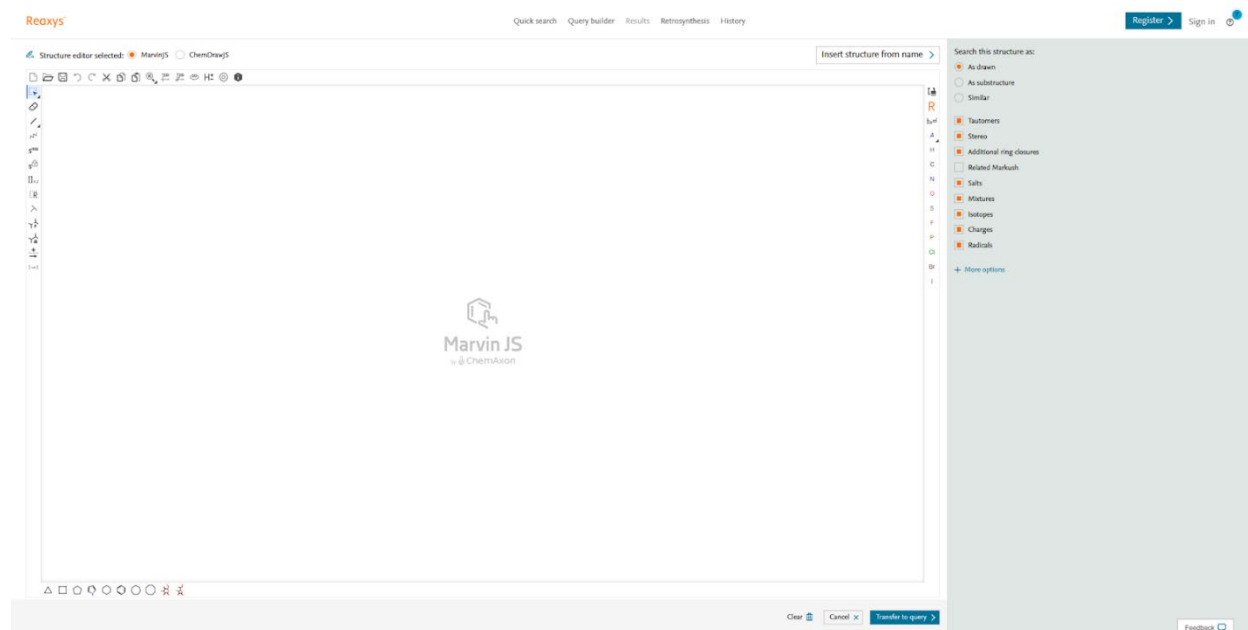 Reaxys
Quick search Query builder Results Retrosynthesis History
Register > Sign in
Structure editor selected: MarvinJS ChemDrawJS
Insert structure from name >
Search this structure as:
As drawn
As substructure
Similar
Tautomers
Stereo
Additional ring closures
Related Markush
Salts
Mixtures
Isotopes
Charges
Radicals
+ More options
R
A
H
C
N
O
S
F
P
Cl
Br
I
Marvin JS
by ChemAxon
Clear Cancel x Transfer to query >
Feedback